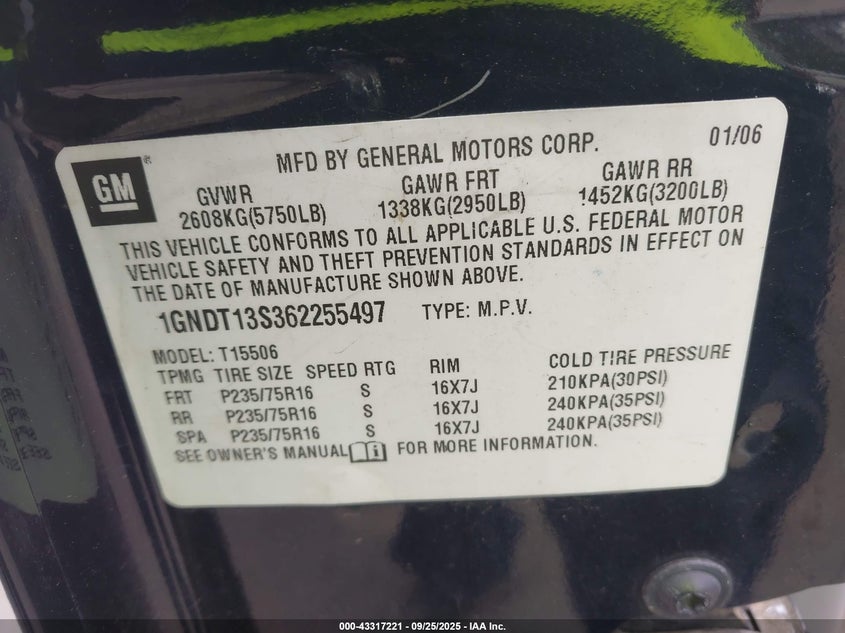 MFD BY GENERAL MOTORS CORP. 01/06
GM
GVWR GAWR FRT GAWR RR
2608KG(5750LB) 1338KG(2950LB) 1452KG(3200LB)
THIS VEHICLE CONFORMS TO ALL APPLICABLE U.S. FEDERAL MOTOR
VEHICLE SAFETY AND THEFT PREVENTION STANDARDS IN EFFECT ON
THE DATE OF MANUFACTURE SHOWN ABOVE.
1GNDT13S362255497 TYPE: M.P.V.
MODEL: T15506
TPMG TIRE SIZE SPEED RTG RIM COLD TIRE PRESSURE
FRT P235/75R16 S 16X7J 210KPA(30PSI)
RR P235/75R16 S 16X7J 240KPA(35PSI)
SPA P235/75R16 S 16X7J 240KPA(35PSI)
SEE OWNER'S MANUAL FOR MORE INFORMATION.
000-43317221 - 09/25/2025 - IAA Inc.